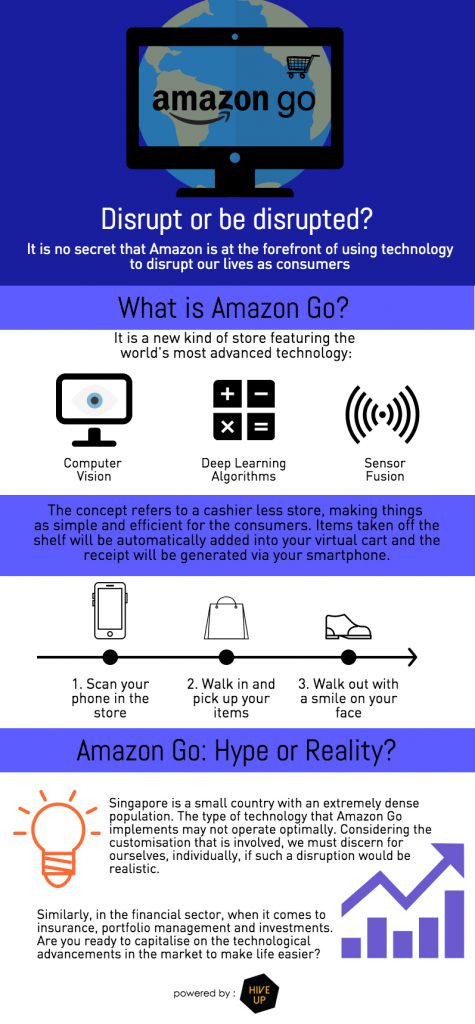 amazon go
Disrupt or be disrupted?
It is no secret that Amazon is at the forefront of using technology
to disrupt our lives as consumers
What is Amazon Go?
It is a new kind of store featuring the
world's most advanced technology:
Computer
Vision
Deep Learning
Algorithms
Sensor
Fusion
The concept refers to a cashier less store, making things
as simple and efficient for the consumers. Items taken off the
shelf will be automatically added into your virtual cart and the
receipt will be generated via your smartphone.
1. Scan your
phone in the
store
2. Walk in and
pick up your
items
3. Walk out with
a smile on your
face
Amazon Go: Hype or Reality?
Singapore is a small country with an extremely dense
population. The type of technology that Amazon Go
implements may not operate optimally. Considering the
customisation that is involved, we must discern for
ourselves, individually, if such a disruption would be
realistic.
Similarly, in the financial sector, when it comes to
insurance, portfolio management and investments.
Are you ready to capitalise on the technological
advancements in the market to make life easier?
powered by :
HIVE
UP